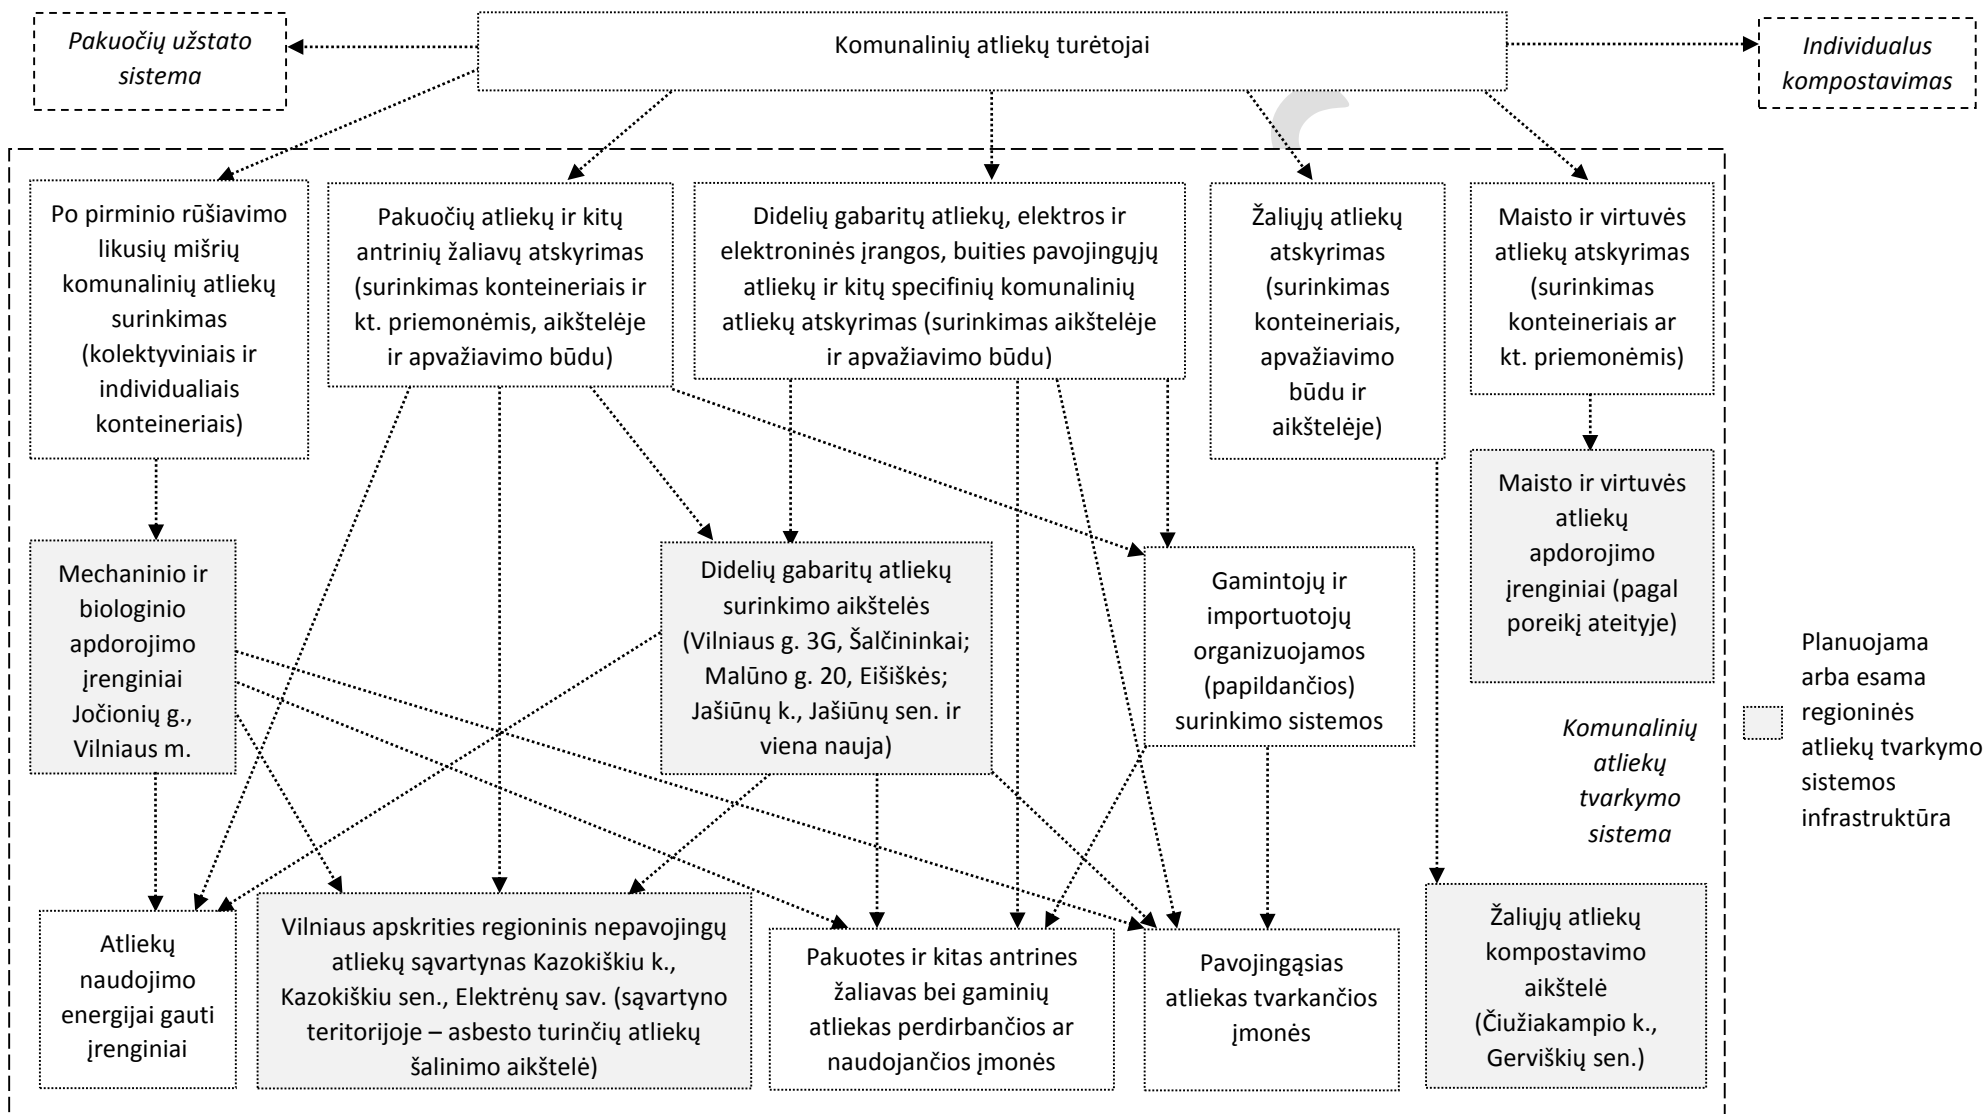 Pakuočių užstato
sistema
Komunalinių atliekų turėtojai
Individualus
kompostavimas
Po pirminio rūšiavimo
likusių mišrių
komunalinių atliekų
surinkimas
(kolektyviniais ir
individualiais
konteineriais)
Pakuočių atliekų ir kitų
antrinių žaliavų atskyrimas
(surinkimas konteineriais ir
kt. priemonėmis, aikštelėje
ir apvažiavimo būdu)
Didelių gabaritų atliekų, elektros ir
elektroninės įrangos, buities pavojingųjų
atliekų ir kitų specifinių komunalinių
atliekų atskyrimas (surinkimas aikštelėje
ir apvažiavimo būdu)
Žaliųjų atliekų
atskyrimas
(surinkimas
konteineriais,
apvažiavimo
būdu ir
aikštelėje)
Maisto ir virtuvės
atliekų atskyrimas
(surinkimas
konteineriais ar
kt. priemonėmis)
Mechaninio ir
biologinio
apdorojimo
įrenginiai
Jočionių g.,
Vilniaus m.
Didelių gabaritų atliekų
surinkimo aikštelės
(Vilniaus g. 3G, Šalčininkai;
Malūno g. 20, Eišiškės;
Jašiūnų k., Jašiūnų sen. ir
viena nauja)
Gamintojų ir
importuotojų
organizuojamos
(papildančios)
surinkimo sistemos
Maisto ir virtuvės
atliekų
apdorojimo
įrenginiai (pagal
poreikį ateityje)
Komunalinių
atliekų
tvarkymo
sistema
Planuojama
arba esama
regioninės
atliekų tvarkymo
sistemos
infrastruktūra
Atliekų
naudojimo
energijai gauti
įrenginiai
Vilniaus apskrities regioninis nepavojingų
atliekų sąvartynas Kazokiškiu k.,
Kazokiškiu sen., Elektrėnų sav. (sąvartyno
teritorijoje – asbesto turinčių atliekų
šalinimo aikštelė)
Pakuotes ir kitas antrines
žaliavas bei gaminių
atliekas perdirbančios ar
naudojančios įmonės
Pavojingąsias
atliekas tvarkančios
įmonės
Žaliųjų atliekų
kompostavimo
aikštelė
(Čiužiakampio k.,
Gerviškių sen.)